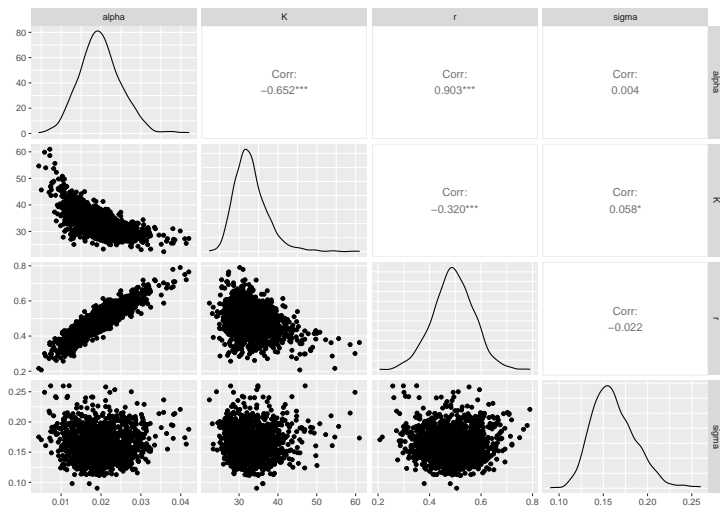 alpha K r sigma
80
60
40
20
0
Corr:
−0.652***
Corr:
0.903***
Corr:
0.004
alpha
60
50
40
30
Corr:
−0.320***
Corr:
0.058*
K
0.8
0.6
0.4
0.2
Corr:
−0.022
r
0.25
0.20
0.15
0.10
sigma
0.01 0.02 0.03 0.04 30 40 50 60 0.2 0.4 0.6 0.8 0.10 0.15 0.20 0.25